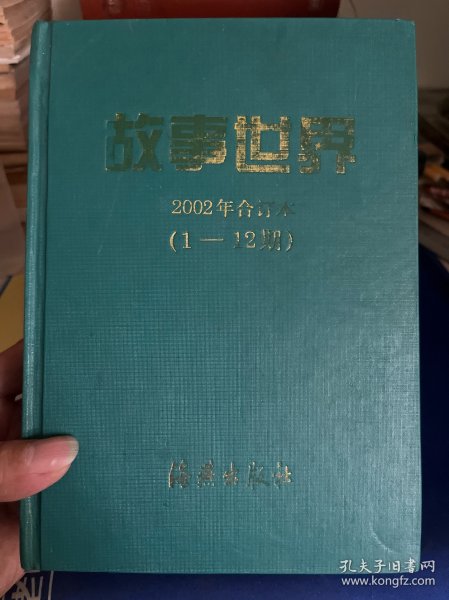 故事世界
2002年合订本
(1—12期)
海燕出版社
孔夫子旧书网
www.kongfz.com